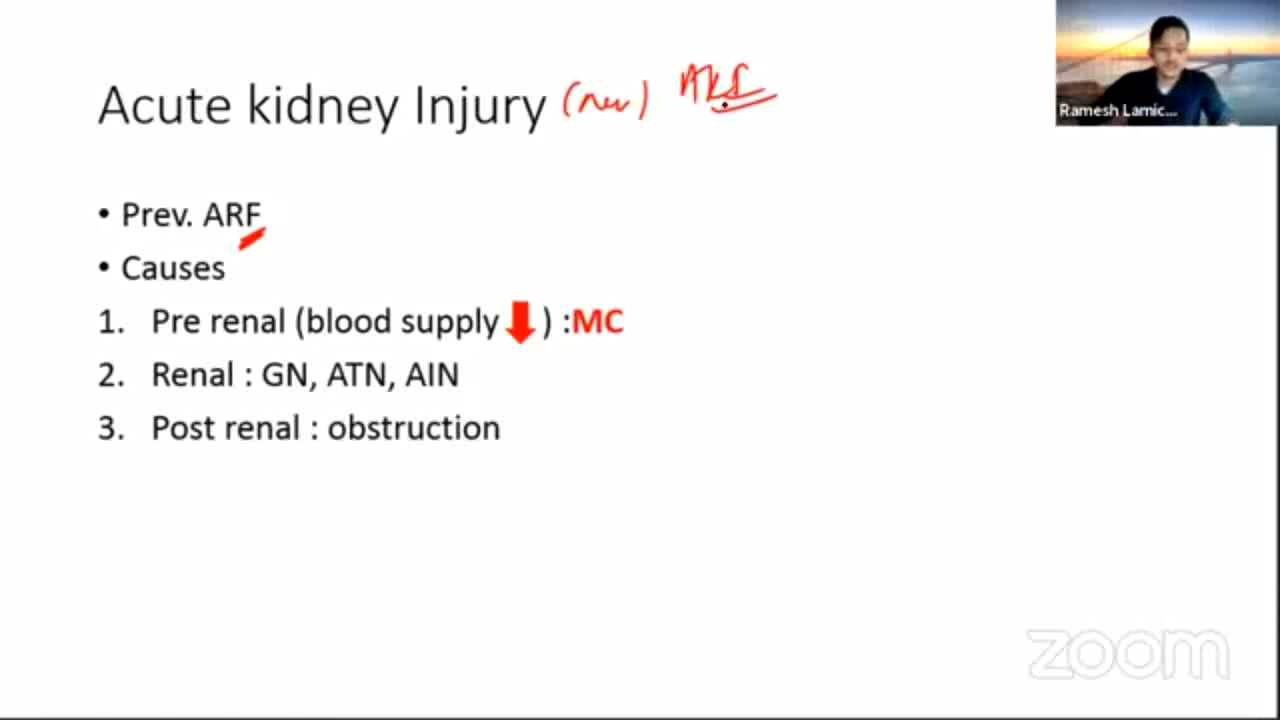 Acute kidney Injury (new) AKI
Ramesh Lamic...
• Prev. ARF
• Causes
1. Pre renal (blood supply ) :MC
2. Renal : GN, ATN, AIN
3. Post renal : obstruction
zoom